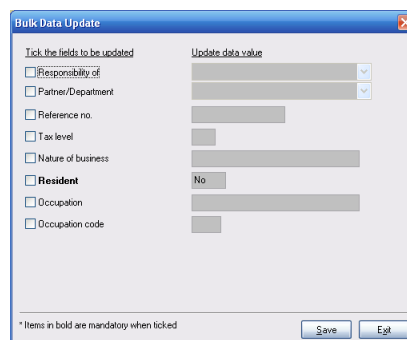 Bulk Data Update
Tick the fields to be updated Update data value
Responsibility of
Partner/Department
Reference no.
Tax level
Nature of business
Resident No
Occupation
Occupation code
* Items in bold are mandatory when ticked
Save Exit